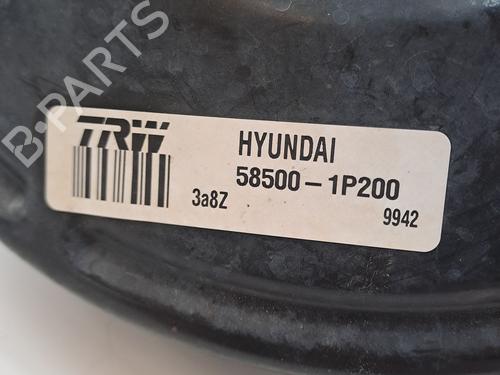 B-PARTS
TRW
HYUNDAI
58500-1P200
3a8Z
9942